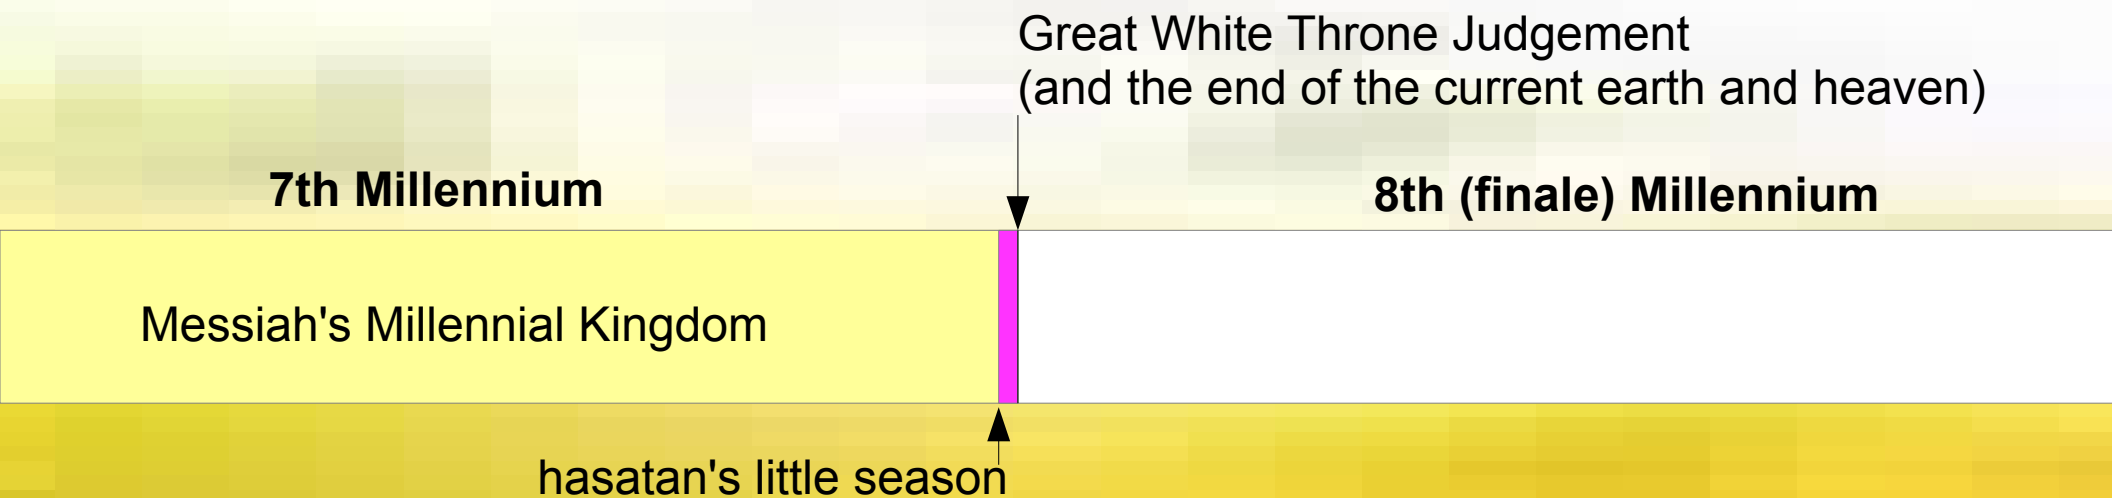 Great White Throne Judgement
(and the end of the current earth and heaven)
7th Millennium
8th (finale) Millennium
Messiah's Millennial Kingdom
hasatan's little season